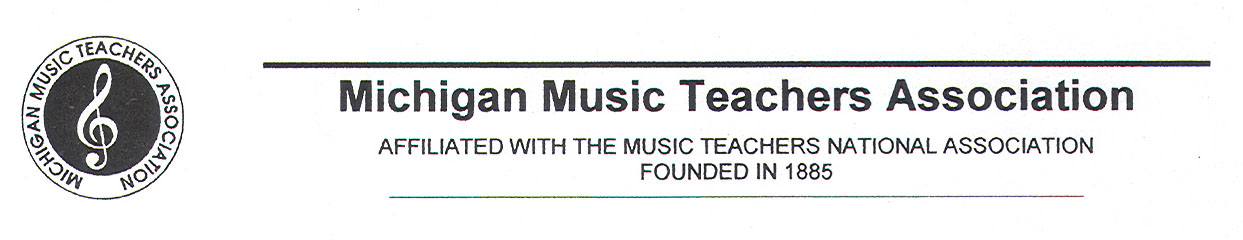 MICHIGAN MUSIC TEACHERS ASSOCIATION
Michigan Music Teachers Association
AFFILIATED WITH THE MUSIC TEACHERS NATIONAL ASSOCIATION
FOUNDED IN 1885